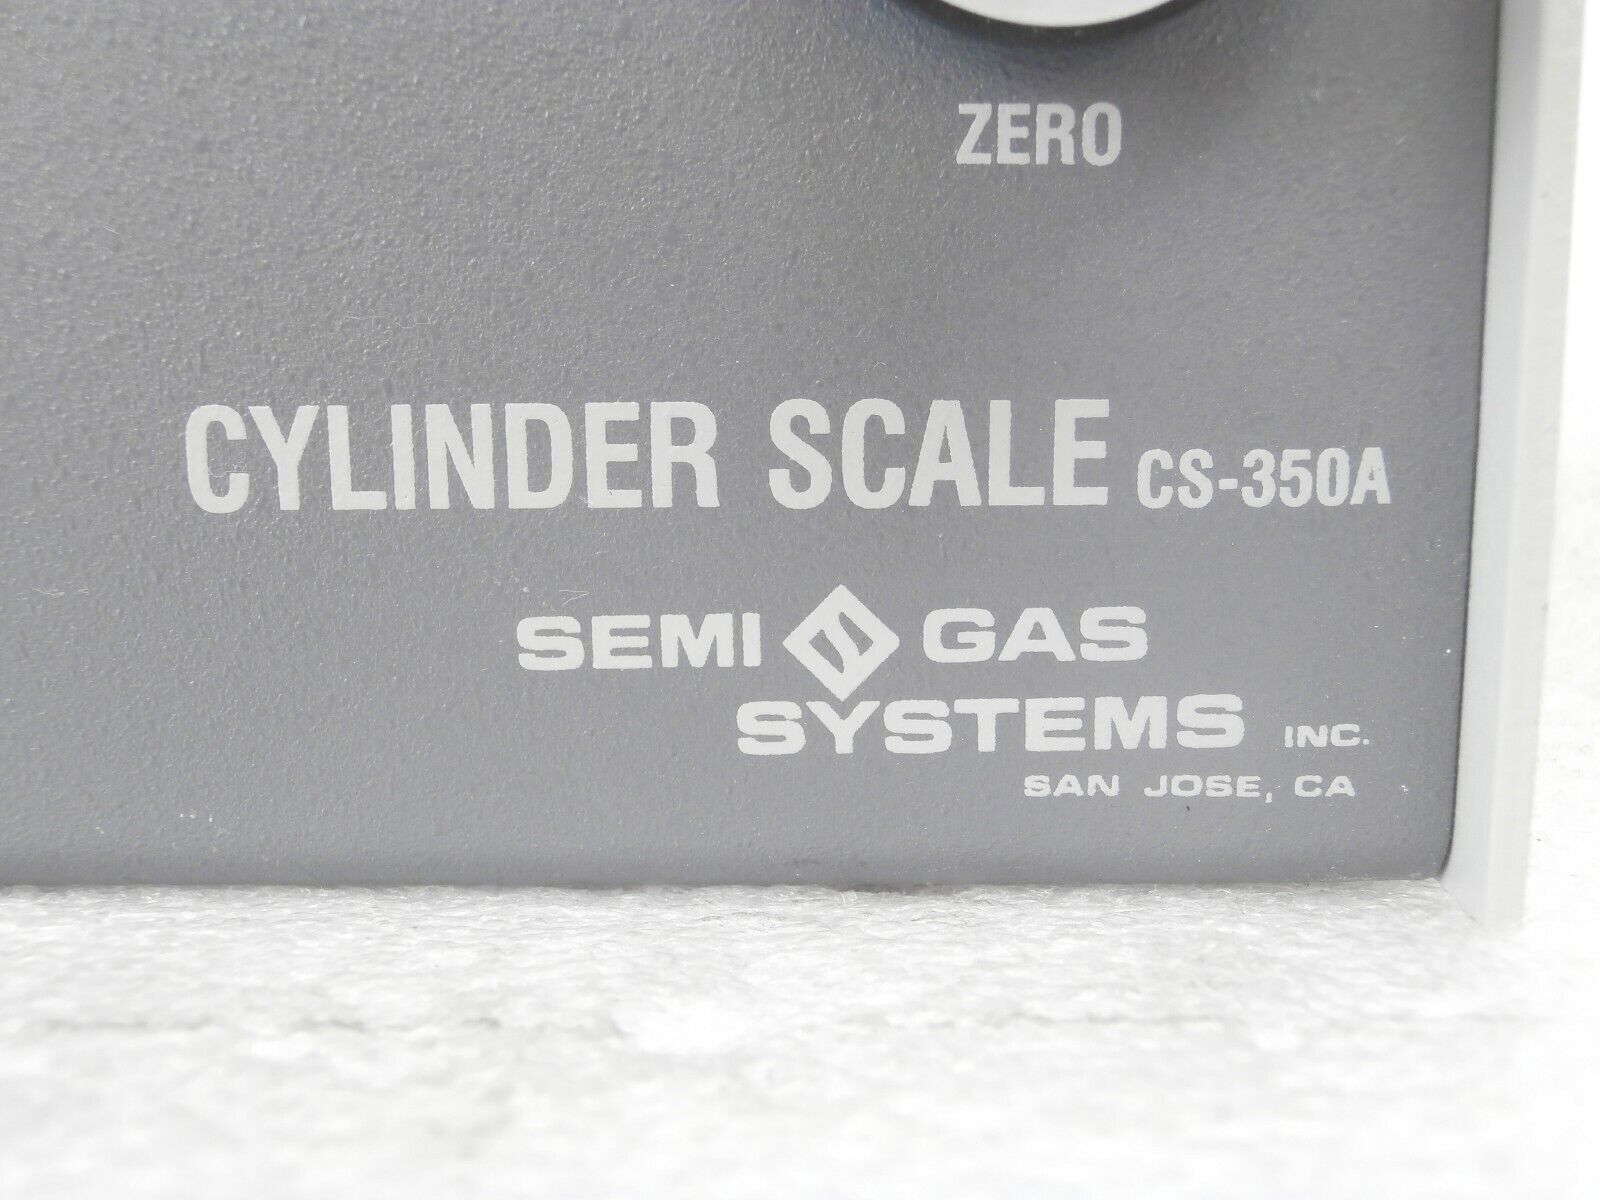 ZERO
CYLINDER SCALE CS-350A
SEMI GAS
SYSTEMS INC.
SAN JOSE, CA